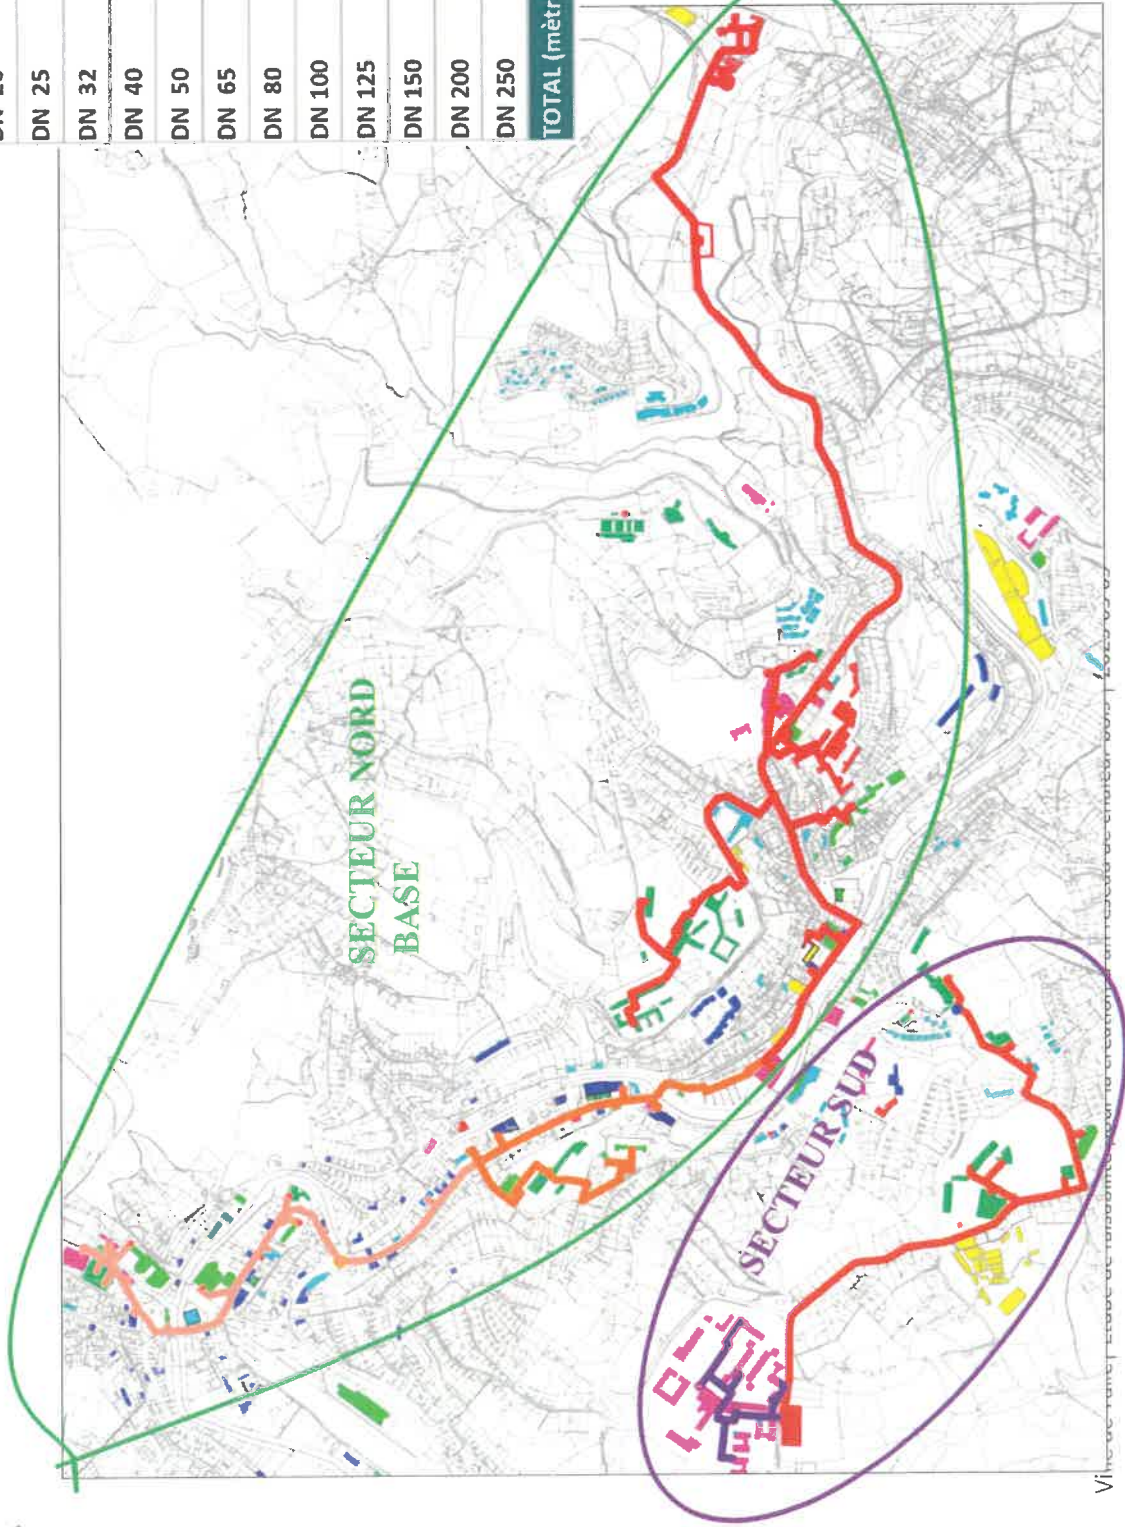 DN 25
DN 32
DN 40
DN 50
DN 65
DN 80
DN 100
DN 125
DN 150
DN 200
DN 250
TOTAL (mètr
SECTEUR NORD
BASE
SECTEUR SUD